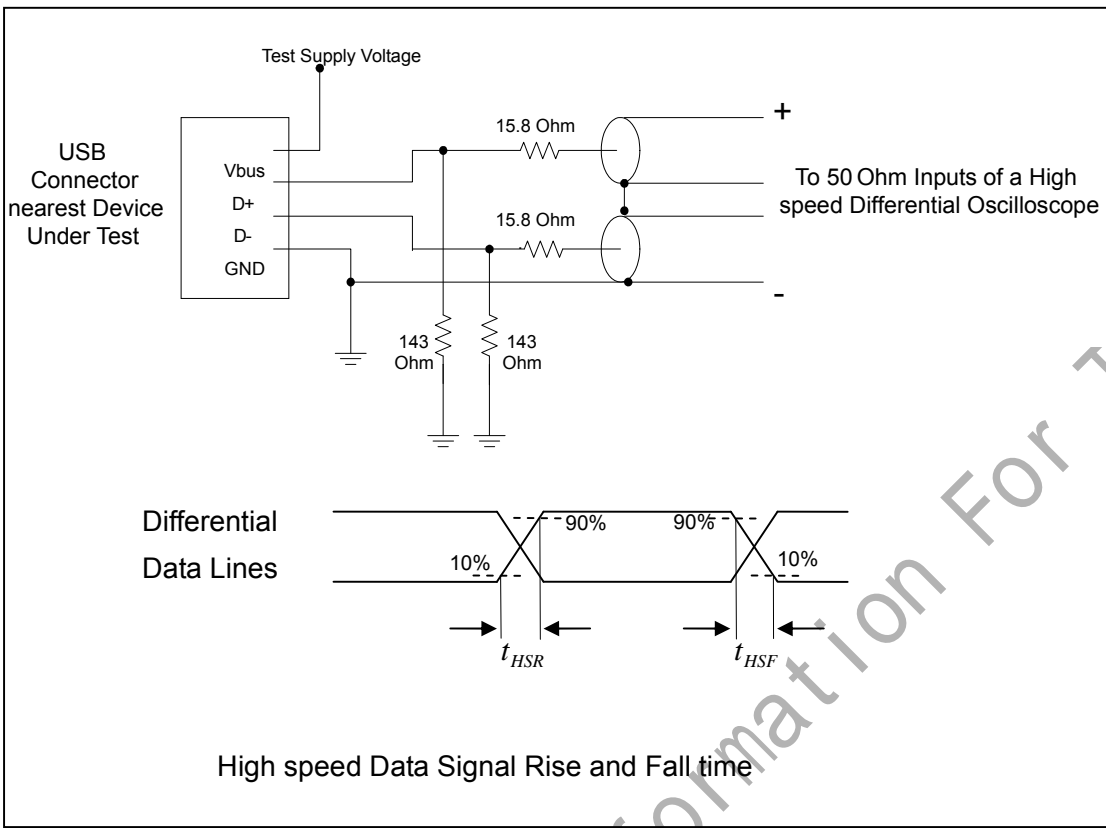 Test Supply Voltage
USB
Connector
nearest Device
Under Test
Vbus
D+
D-
GND
15.8 Ohm
15.8 Ohm
143
Ohm
143
Ohm
+
To 50 Ohm Inputs of a High
speed Differential Oscilloscope
-
Differential
Data Lines
10%
90%
90%
10%
tHSR
tHSF
High speed Data Signal Rise and Fall time
formation For